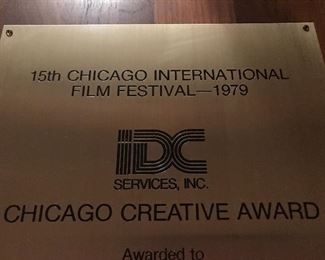 15th CHICAGO INTERNATIONAL
FILM FESTIVAL—1979
IDC
SERVICES, INC.
CHICAGO CREATIVE AWARD
Awarded to